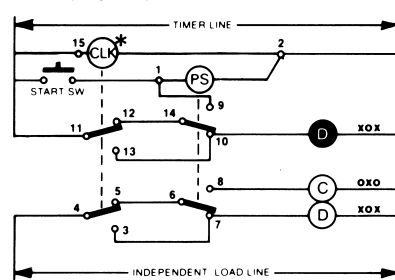 TIMER LINE
15 CLK * 2
1 PS
START SW
9
12 14
11 10 D XOX
13
8 C OXO
5 6
4 7 D XOX
3
INDEPENDENT LOAD LINE